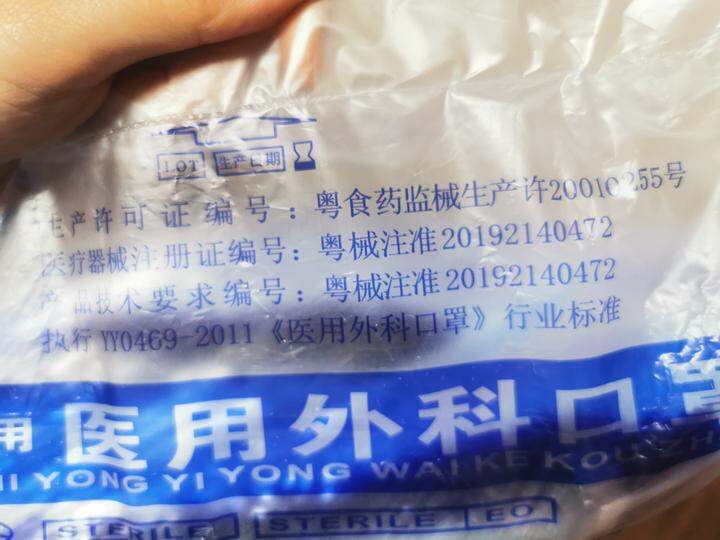 LOT 生产日期
生产许可证编号：粤食药监械生产许20010255号
医疗器械注册证编号：粤械注准20192140472
产品技术要求编号：粤械注准20192140472
执行YY0469-2011《医用外科口罩》行业标准
用 医用外科口罩
YONG YI YONG WAI KE KOU ZH
STERILE STERILE EO